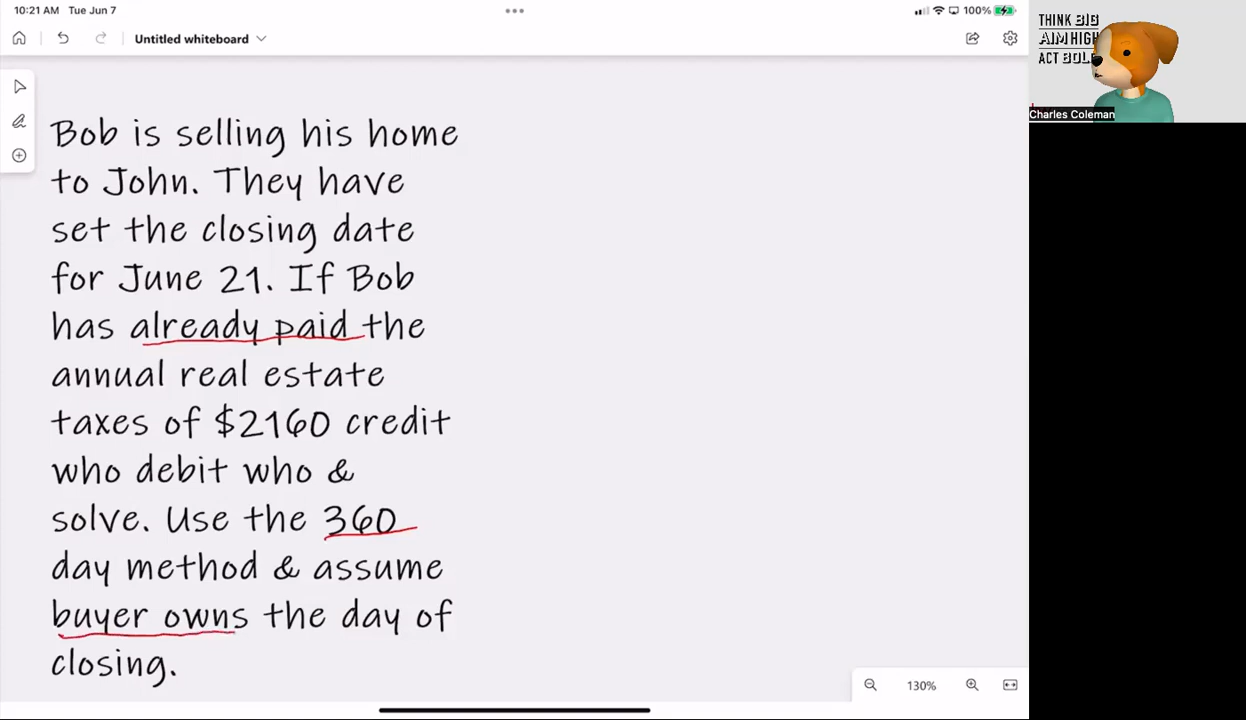 10:21 AM Tue Jun 7
100%
Untitled whiteboard
THINK BIG
AIM HIGH
ACT BOLD
Charles Coleman
Bob is selling his home
to John. They have
set the closing date
for June 21. If Bob
has already paid the
annual real estate
taxes of $2160 credit
who debit who &
solve. Use the 360
day method & assume
buyer owns the day of
closing.
130%